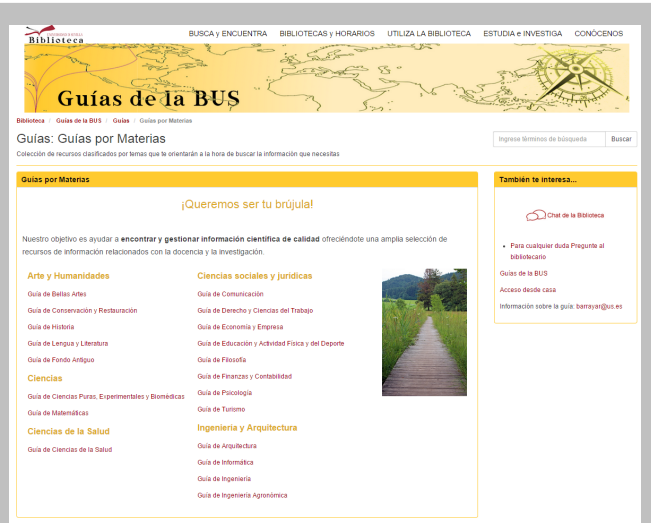 Biblioteca
BUSCA y ENCUENTRA BIBLIOTECAS y HORARIOS UTILIZA LA BIBLIOTECA ESTUDIA e INVESTIGA CONÓCENOS
Guías de la BUS
Biblioteca / Guías de la BUS / Guías / Guías por Materias
Guías: Guías por Materias
Ingrese términos de búsqueda Buscar
Colección de recursos clasificados por temas que te orientarán a la hora de buscar la información que necesitas
Guías por Materias
¡Queremos ser tu brújula!
Nuestro objetivo es ayudar a encontrar y gestionar información científica de calidad ofreciéndote una amplia selección de
recursos de información relacionados con la docencia y la investigación.
Arte y Humanidades
Guía de Bellas Artes
Guía de Conservación y Restauración
Guía de Historia
Guía de Lengua y Literatura
Guía de Fondo Antiguo
Ciencias
Guía de Ciencias Puras, Experimentales y Biomédicas
Guía de Matemáticas
Ciencias de la Salud
Guía de Ciencias de la Salud
Ciencias sociales y jurídicas
Guía de Comunicación
Guía de Derecho y Ciencias del Trabajo
Guía de Economía y Empresa
Guía de Educación y Actividad Física y del Deporte
Guía de Filosofía
Guía de Finanzas y Contabilidad
Guía de Psicología
Guía de Turismo
Ingeniería y Arquitectura
Guía de Arquitectura
Guía de Informática
Guía de Ingeniería
Guía de Ingeniería Agronómica
También te interesa...
Chat de la Biblioteca
Para cualquier duda Pregunte al
bibliotecario
Guías de la BUS
Acceso desde casa
Información sobre la guía: barrayar@us.es